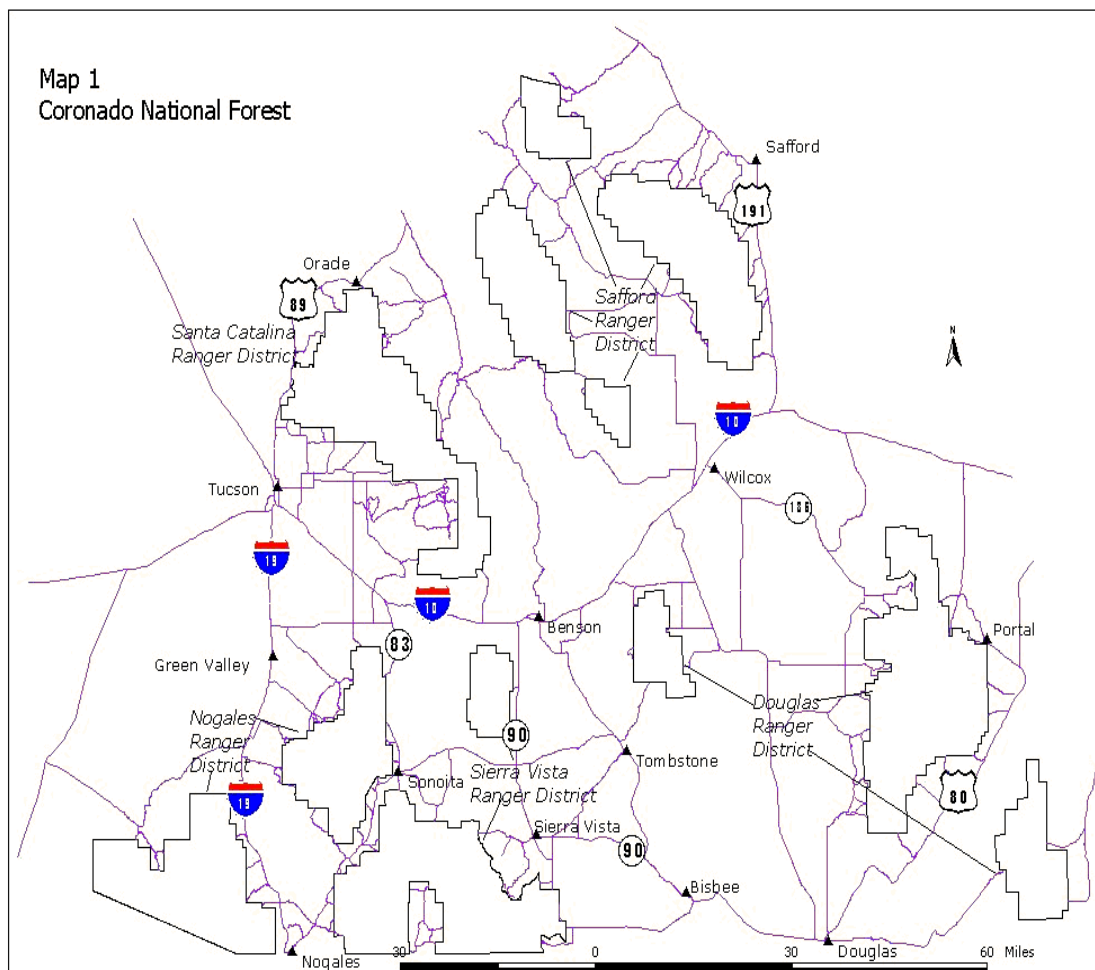 Map 1
Coronado National Forest
Safford
191
Orade
89
Santa Catalina
Ranger District
Safford
Ranger
District
N
10
Wilcox
186
Tucson
19
10
Benson
Portal
83
Green Valley
Nogales
Ranger
District
Douglas
Ranger
District
90
Tombstone
Sonoita
Sierra Vista
Ranger District
80
19
Sierra Vista
90
Bisbee
Nogales
Douglas
30 0 30 60 Miles